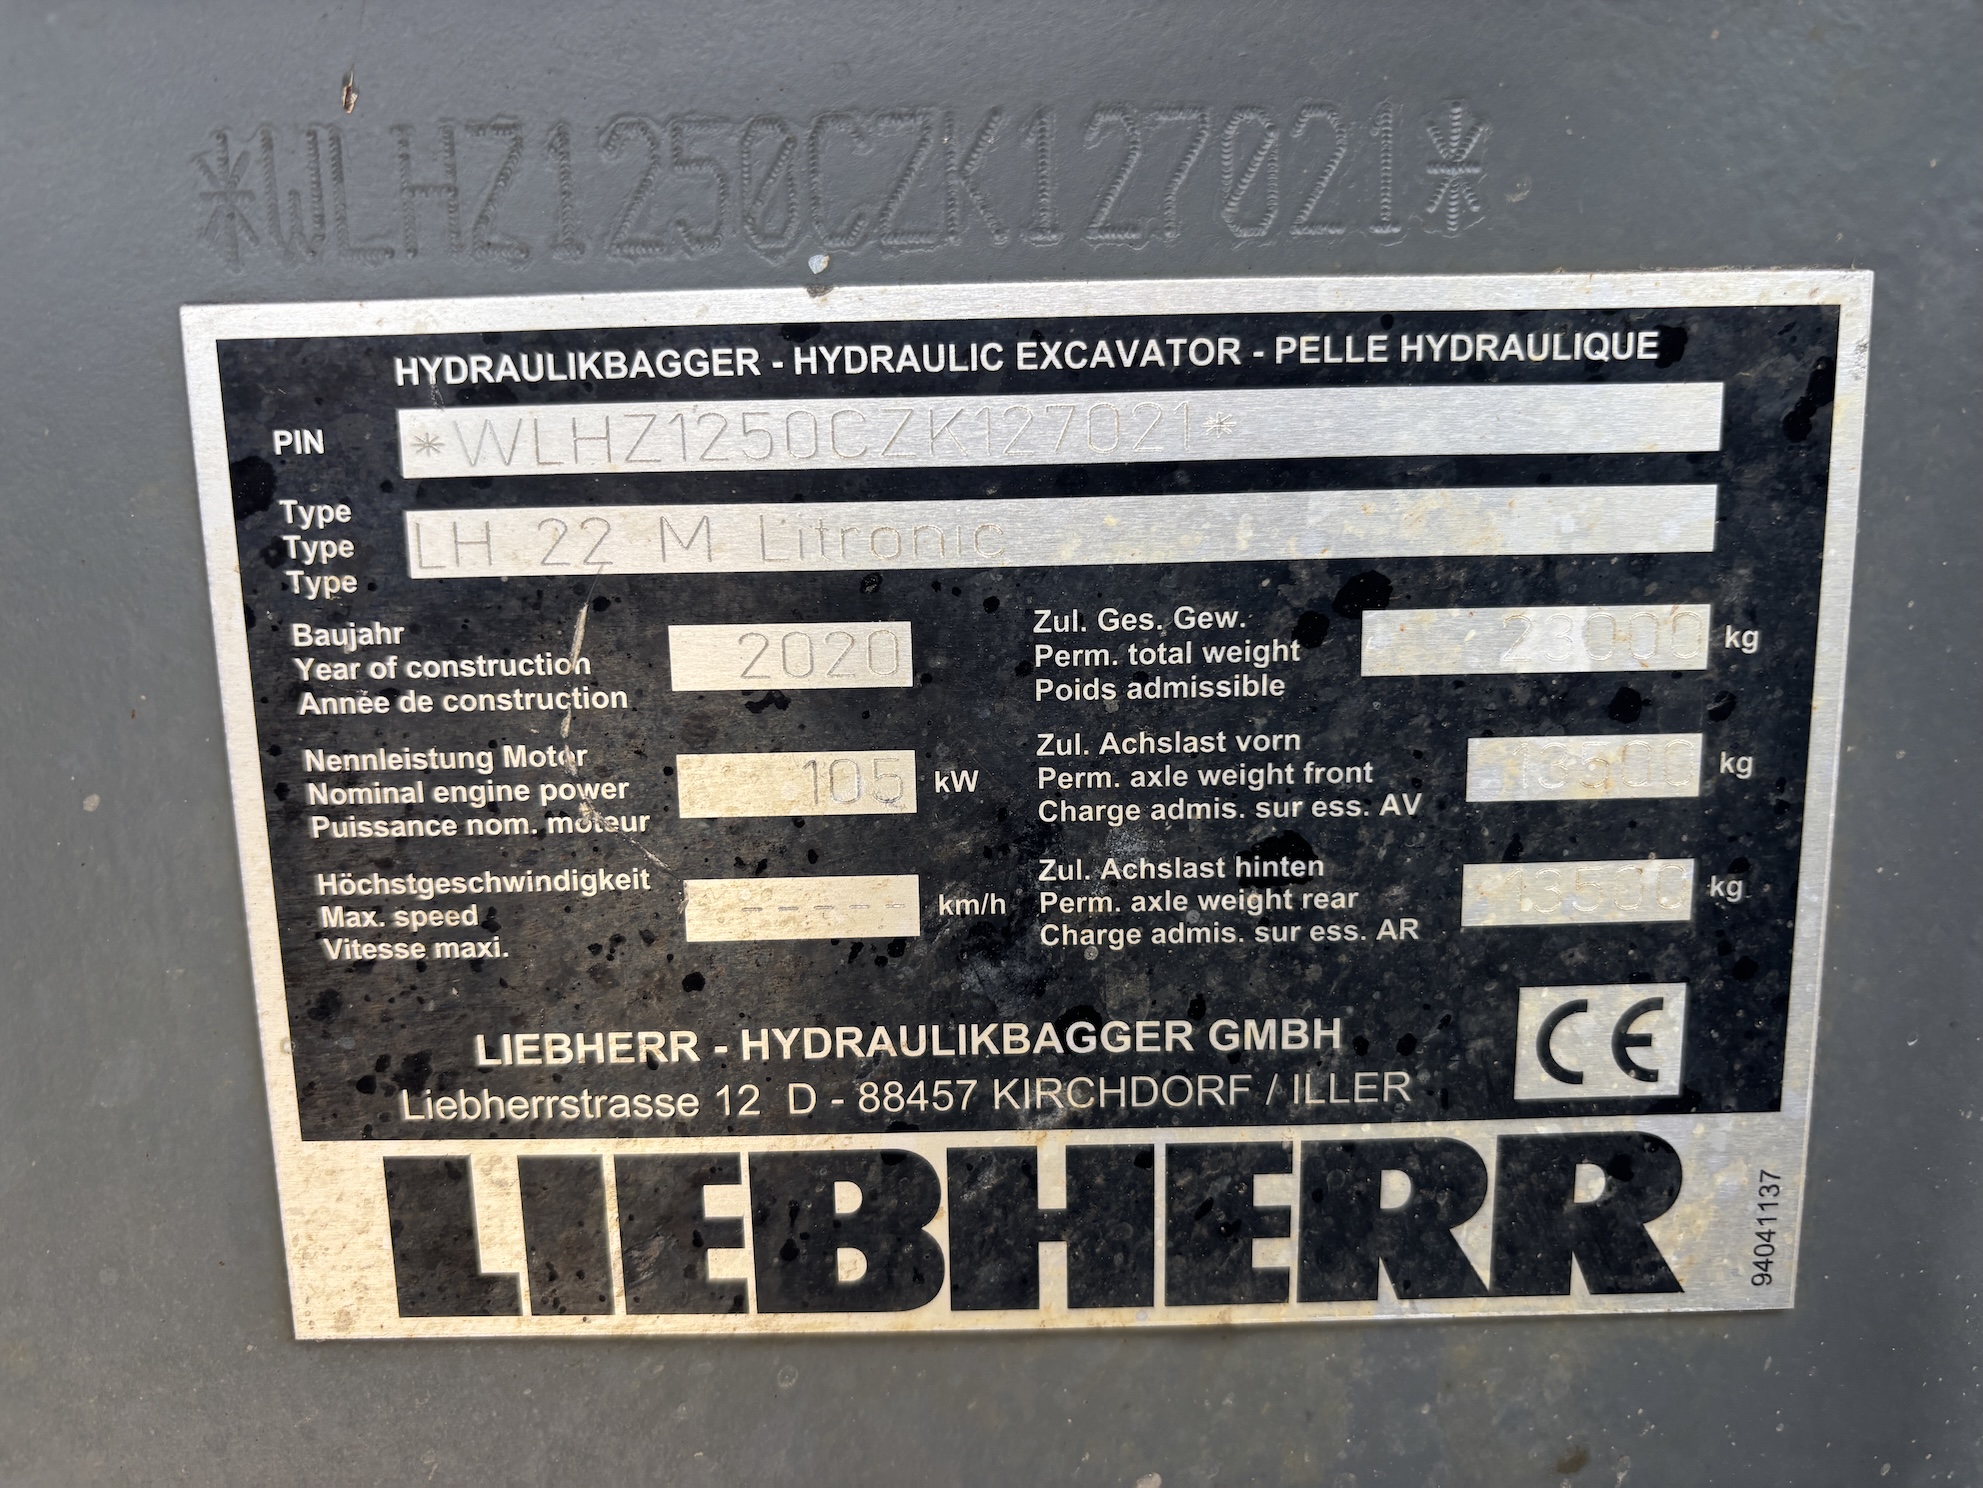 *WLHZ1250CZK127021*
HYDRAULIKBAGGER - HYDRAULIC EXCAVATOR - PELLE HYDRAULIQUE
PIN *WLHZ1250CZK127021*
Type
Type LH 22 M Litronic
Type
Baujahr
Year of construction 2020
Année de construction
Zul. Ges. Gew.
Perm. total weight 23000 kg
Poids admissible
Nennleistung Motor
Nominal engine power 105 kW
Puissance nom. moteur
Zul. Achslast vorn
Perm. axle weight front 13500 kg
Charge admis. sur ess. AV
Höchstgeschwindigkeit
Max. speed ----- km/h
Vitesse maxi.
Zul. Achslast hinten
Perm. axle weight rear 13500 kg
Charge admis. sur ess. AR
CE
LIEBHERR - HYDRAULIKBAGGER GMBH
Liebherrstrasse 12 D - 88457 KIRCHDORF / ILLER
LIEBHERR
94041137